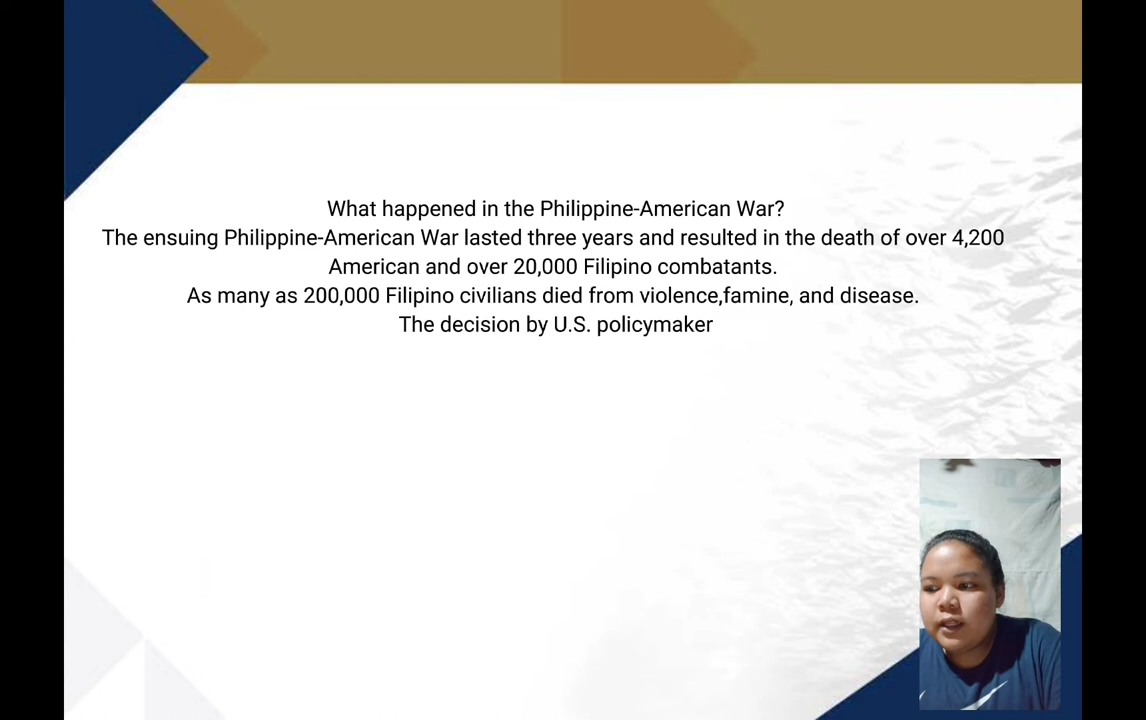 What happened in the Philippine-American War?
The ensuing Philippine-American War lasted three years and resulted in the death of over 4,200
American and over 20,000 Filipino combatants.
As many as 200,000 Filipino civilians died from violence,famine, and disease.
The decision by U.S. policymaker